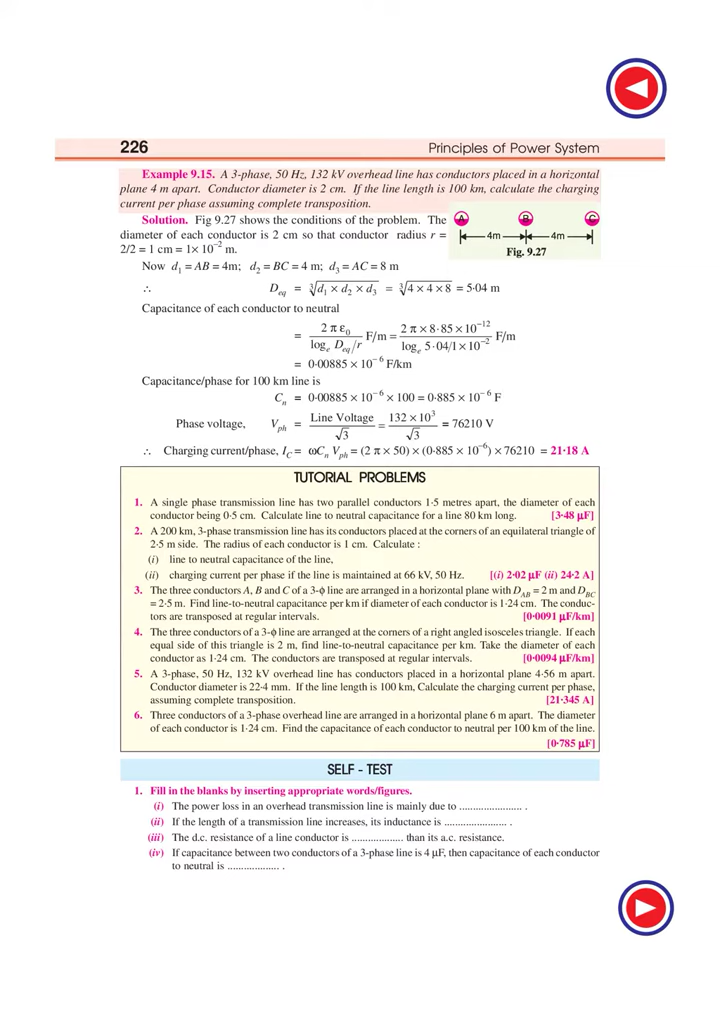 226 Principles of Power System
Example 9.15. A 3-phase, 50 Hz, 132 kV overhead line has conductors placed in a horizontal
plane 4 m apart. Conductor diameter is 2 cm. If the line length is 100 km, calculate the charging
current per phase assuming complete transposition.
Solution. Fig 9.27 shows the conditions of the problem. The
diameter of each conductor is 2 cm so that conductor radius r =
2/2 = 1 cm = 1× 10⁻² m.
A B C
4m 4m
Fig. 9.27
Now d₁ = AB = 4m; d₂ = BC = 4 m; d₃ = AC = 8 m
∴ D_eq = ∛(d₁ × d₂ × d₃) = ∛(4 × 4 × 8) = 5·04 m
Capacitance of each conductor to neutral
= 2 π ε₀ / logₑ D_eq r F m = 2 π × 8·85 × 10⁻¹² / logₑ 5·04 1 × 10⁻² F m
= 0·00885 × 10⁻⁶ F/km
Capacitance/phase for 100 km line is
Cₙ = 0·00885 × 10⁻⁶ × 100 = 0·885 × 10⁻⁶ F
Phase voltage, V_ph = Line Voltage / √3 = 132 × 10³ / √3 = 76210 V
∴ Charging current/phase, I_C = ωCₙ V_ph = (2 π × 50) × (0·885 × 10⁻⁶) × 76210 = 21·18 A
TUTORIAL PROBLEMS
1. A single phase transmission line has two parallel conductors 1·5 metres apart, the diameter of each
conductor being 0·5 cm. Calculate line to neutral capacitance for a line 80 km long. [3·48 µF]
2. A 200 km, 3-phase transmission line has its conductors placed at the corners of an equilateral triangle of
2·5 m side. The radius of each conductor is 1 cm. Calculate :
(i) line to neutral capacitance of the line,
(ii) charging current per phase if the line is maintained at 66 kV, 50 Hz. [(i) 2·02 µF (ii) 24·2 A]
3. The three conductors A, B and C of a 3-ϕ line are arranged in a horizontal plane with D_AB = 2 m and D_BC
= 2·5 m. Find line-to-neutral capacitance per km if diameter of each conductor is 1·24 cm. The conduc-
tors are transposed at regular intervals. [0·0091 µF/km]
4. The three conductors of a 3-ϕ line are arranged at the corners of a right angled isosceles triangle. If each
equal side of this triangle is 2 m, find line-to-neutral capacitance per km. Take the diameter of each
conductor as 1·24 cm. The conductors are transposed at regular intervals. [0·0094 µF/km]
5. A 3-phase, 50 Hz, 132 kV overhead line has conductors placed in a horizontal plane 4·56 m apart.
Conductor diameter is 22·4 mm. If the line length is 100 km, Calculate the charging current per phase,
assuming complete transposition. [21·345 A]
6. Three conductors of a 3-phase overhead line are arranged in a horizontal plane 6 m apart. The diameter
of each conductor is 1·24 cm. Find the capacitance of each conductor to neutral per 100 km of the line.
[0·785 µF]
SELF - TEST
1. Fill in the blanks by inserting appropriate words/figures.
(i) The power loss in an overhead transmission line is mainly due to ....................... .
(ii) If the length of a transmission line increases, its inductance is ....................... .
(iii) The d.c. resistance of a line conductor is ................... than its a.c. resistance.
(iv) If capacitance between two conductors of a 3-phase line is 4 µF, then capacitance of each conductor
to neutral is ................... .